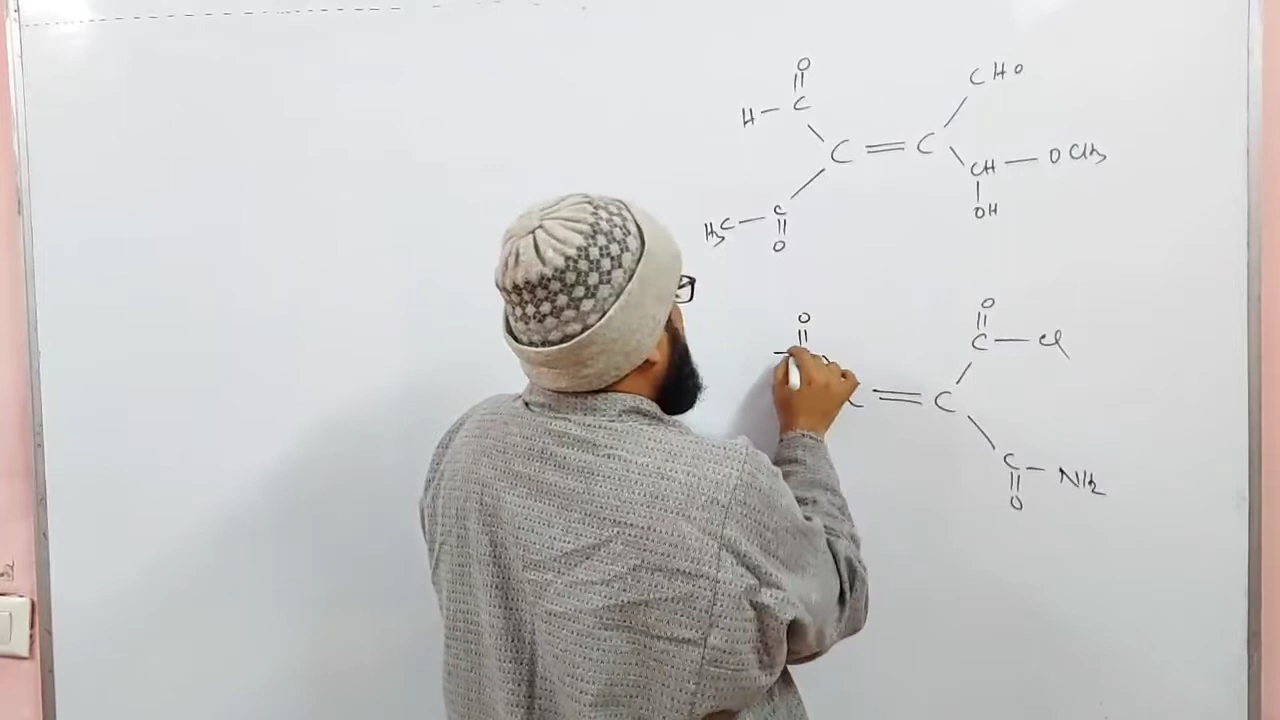 O
H – C
CHO
C = C
CH — OCH3
H3C — C
OH
O
O
O
C — Cl
C = C
C — NH2
O